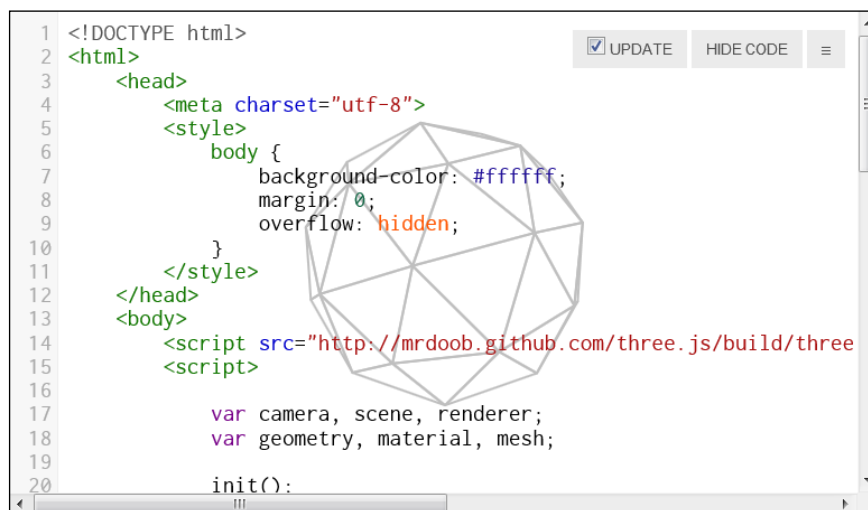 1 <!DOCTYPE html>
2 <html>
3     <head>
4         <meta charset="utf-8">
5         <style>
6             body {
7                 background-color: #ffffff;
8                 margin: 0;
9                 overflow: hidden;
10             }
11         </style>
12     </head>
13     <body>
14         <script src="http://mrdoob.github.com/three.js/build/three
15         <script>
16
17             var camera, scene, renderer;
18             var geometry, material, mesh;
19
20             init();
UPDATE HIDE CODE ≡